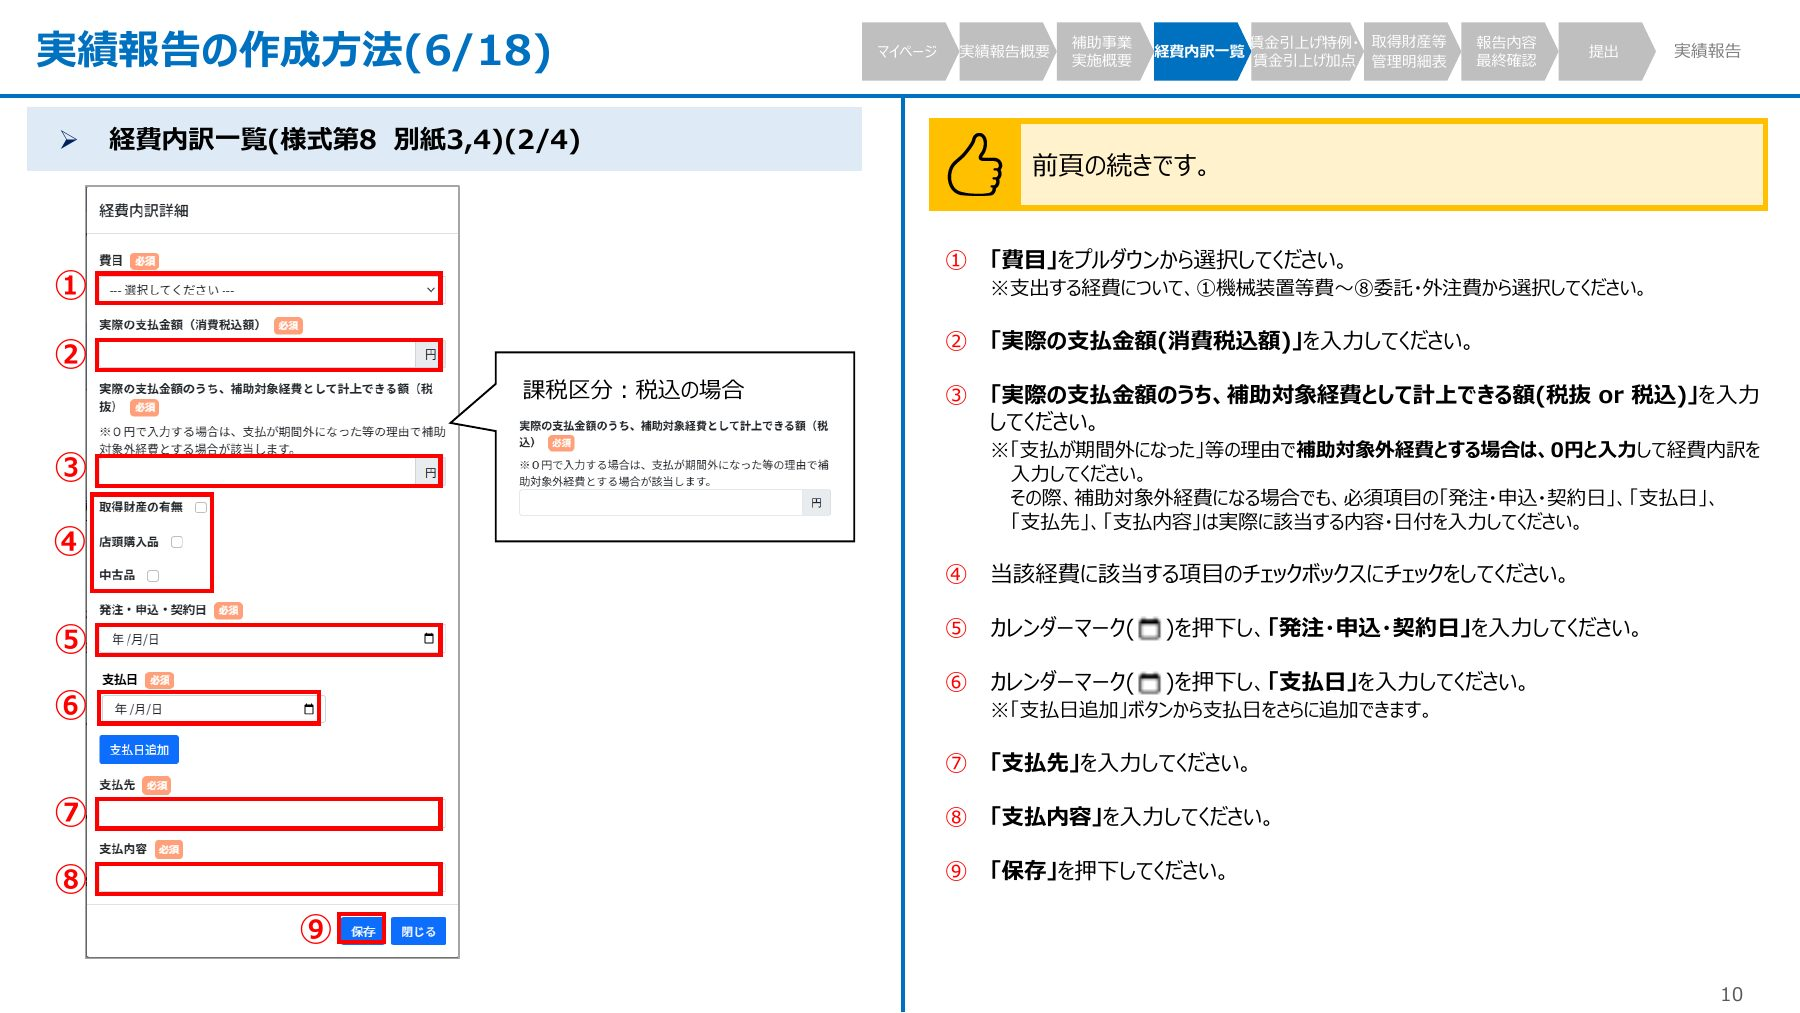 実績報告の作成方法(6/18)
マイページ
実績報告概要
補助事業
実施概要
経費内訳一覧
賃金引上げ特例・
賃金引上げ加点
取得財産等
管理明細表
報告内容
最終確認
提出
実績報告
➢ 経費内訳一覧(様式第8 別紙3,4)(2/4)
経費内訳詳細
費目 必須
① --- 選択してください ---
実際の支払金額（消費税込額） 必須
② 円
実際の支払金額のうち、補助対象経費として計上できる額（税
抜） 必須
※０円で入力する場合は、支払が期間外になった等の理由で補助
対象外経費とする場合が該当します。
③ 円
取得財産の有無
④ 店頭購入品
中古品
発注・申込・契約日 必須
⑤ 年 /月/日
支払日 必須
⑥ 年 /月/日
支払日追加
支払先 必須
⑦
支払内容 必須
⑧
⑨ 保存 閉じる
課税区分：税込の場合
実際の支払金額のうち、補助対象経費として計上できる額（税
込） 必須
※０円で入力する場合は、支払が期間外になった等の理由で補
助対象外経費とする場合が該当します。
円
前頁の続きです。
① 「費目」をプルダウンから選択してください。
※支出する経費について、①機械装置等費～⑧委託・外注費から選択してください。
② 「実際の支払金額(消費税込額)」を入力してください。
③ 「実際の支払金額のうち、補助対象経費として計上できる額(税抜 or 税込)」を入力
してください。
※「支払が期間外になった」等の理由で補助対象外経費とする場合は、0円と入力して経費内訳を
入力してください。
その際、補助対象外経費になる場合でも、必須項目の「発注・申込・契約日」、「支払日」、
「支払先」、「支払内容」は実際に該当する内容・日付を入力してください。
④ 当該経費に該当する項目のチェックボックスにチェックをしてください。
⑤ カレンダーマーク( )を押下し、「発注・申込・契約日」を入力してください。
⑥ カレンダーマーク( )を押下し、「支払日」を入力してください。
※「支払日追加」ボタンから支払日をさらに追加できます。
⑦ 「支払先」を入力してください。
⑧ 「支払内容」を入力してください。
⑨ 「保存」を押下してください。
10